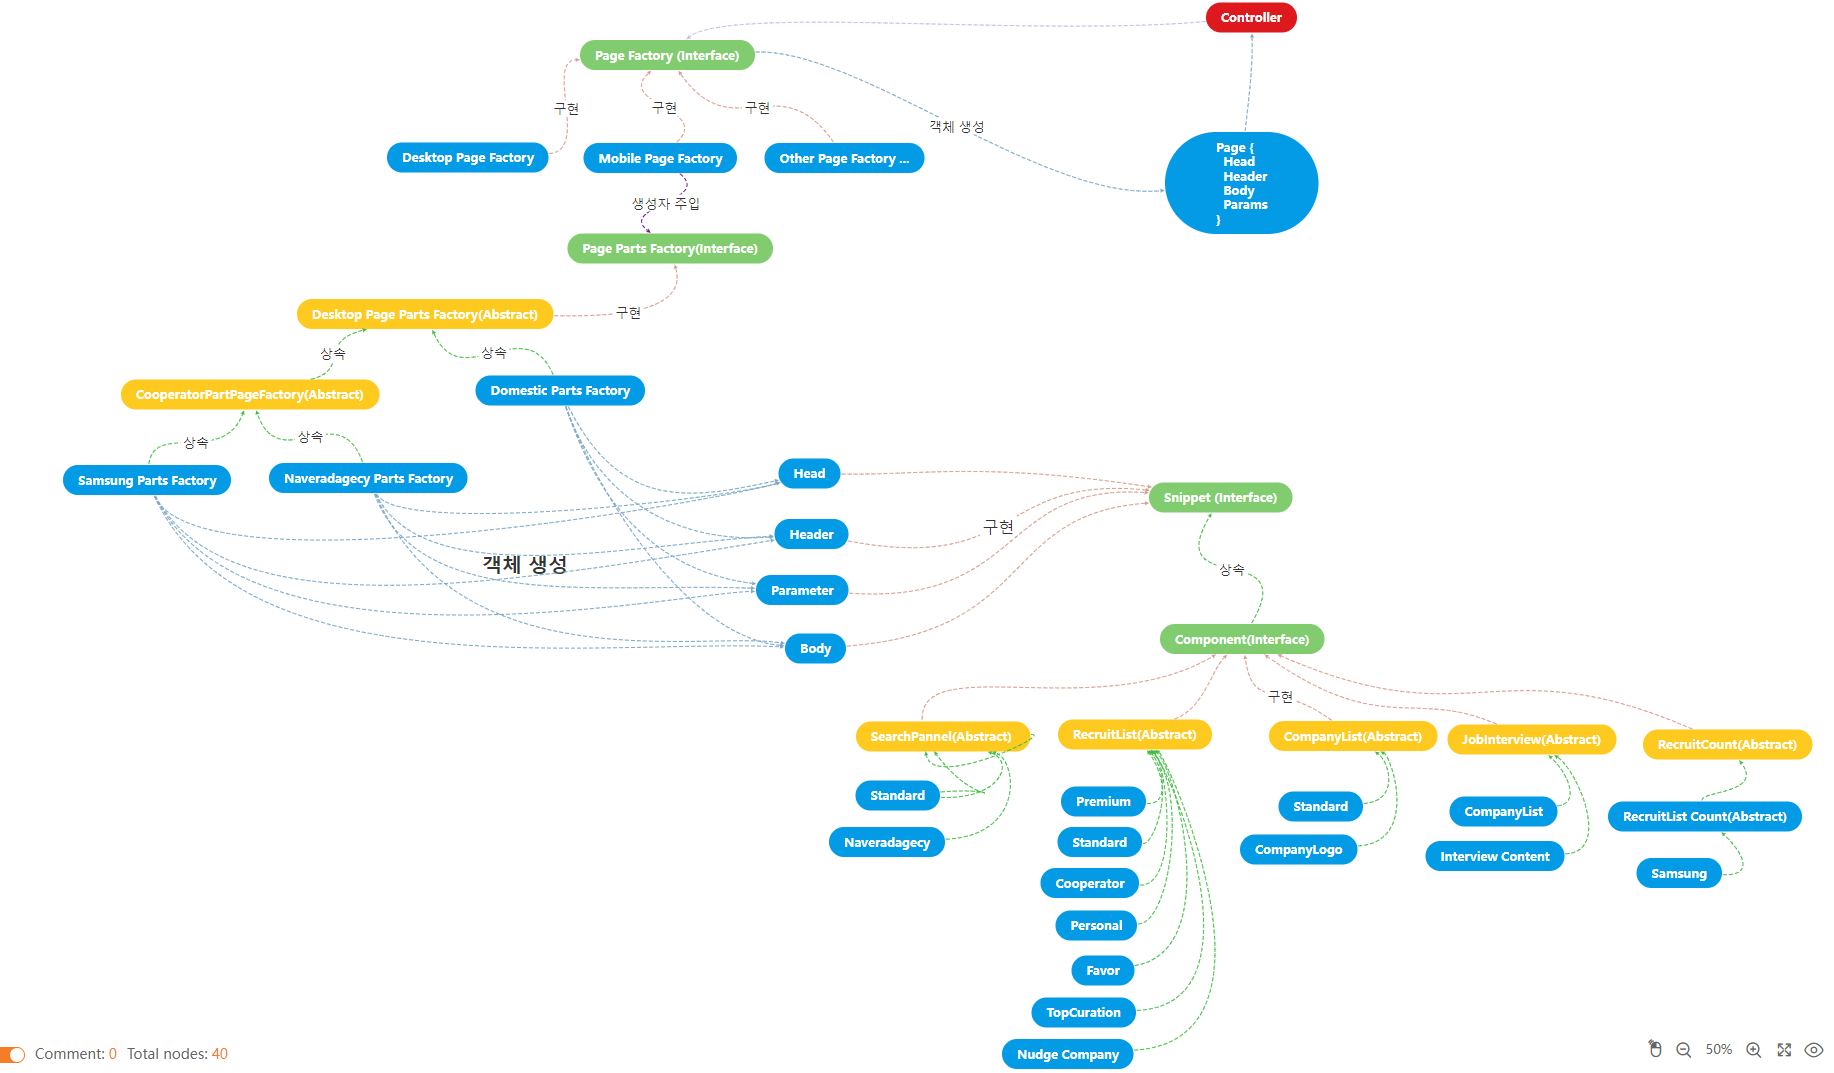 Controller
Page Factory (Interface)
구현
구현
구현
객체 생성
Desktop Page Factory
Mobile Page Factory
Other Page Factory ...
Page {
Head
Header
Body
Params
}
생성자 주입
Page Parts Factory(Interface)
Desktop Page Parts Factory(Abstract)
구현
상속
상속
CooperatorPartPageFactory(Abstract)
Domestic Parts Factory
상속
상속
Samsung Parts Factory
Naveradagecy Parts Factory
Head
Snippet (Interface)
Header
구현
객체 생성
상속
Parameter
Body
Component(Interface)
구현
SearchPannel(Abstract)
RecruitList(Abstract)
CompanyList(Abstract)
JobInterview(Abstract)
RecruitCount(Abstract)
Standard
Naveradagecy
Premium
Standard
Cooperator
Personal
Favor
TopCuration
Nudge Company
Standard
CompanyLogo
CompanyList
Interview Content
RecruitList Count(Abstract)
Samsung
Comment: 0 Total nodes: 40
50%